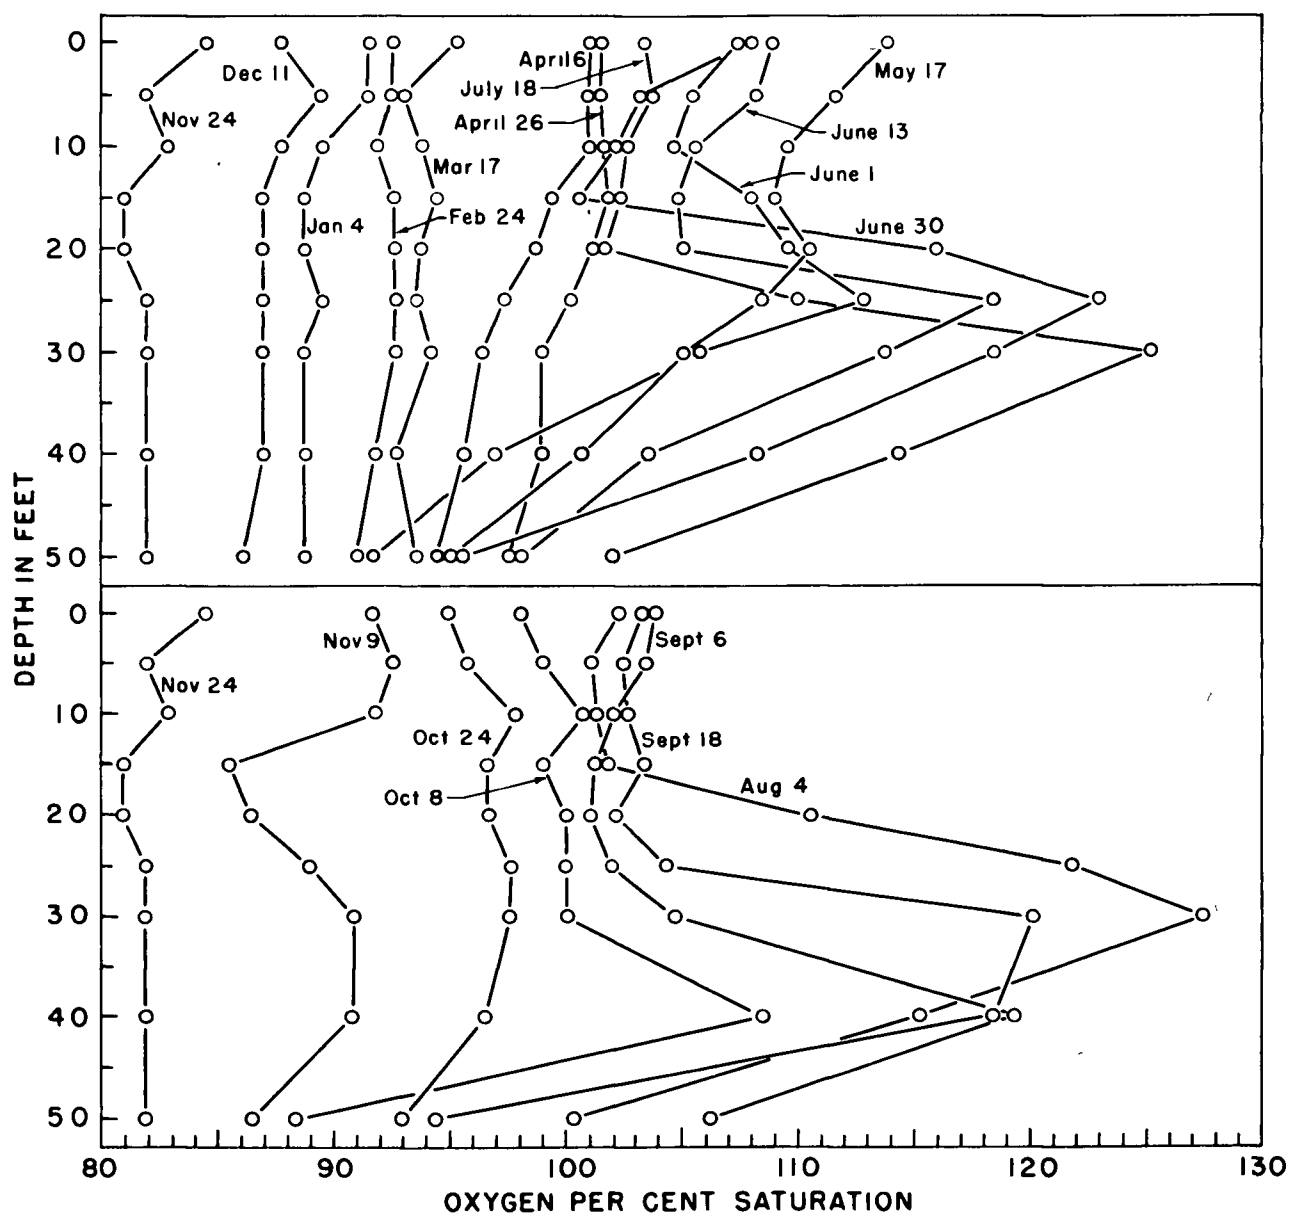 0
April 6
Dec 11
May 17
July 18
Nov 24
April 26
June 13
10
Mar 17
June 1
Jan 4
Feb 24
June 30
20
30
40
50
DEPTH IN FEET
0
Nov 9
Sept 6
Nov 24
10
Oct 24
Sept 18
Oct 8
Aug 4
20
30
40
50
80 90 100 110 120 130
OXYGEN PER CENT SATURATION